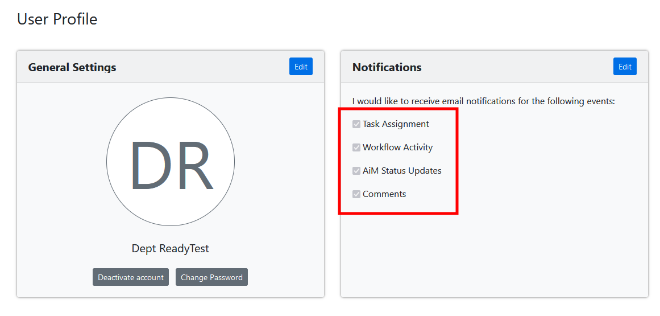 User Profile
General Settings
Edit
DR
Dept ReadyTest
Deactivate account
Change Password
Notifications
Edit
I would like to receive email notifications for the following events:
Task Assignment
Workflow Activity
AiM Status Updates
Comments